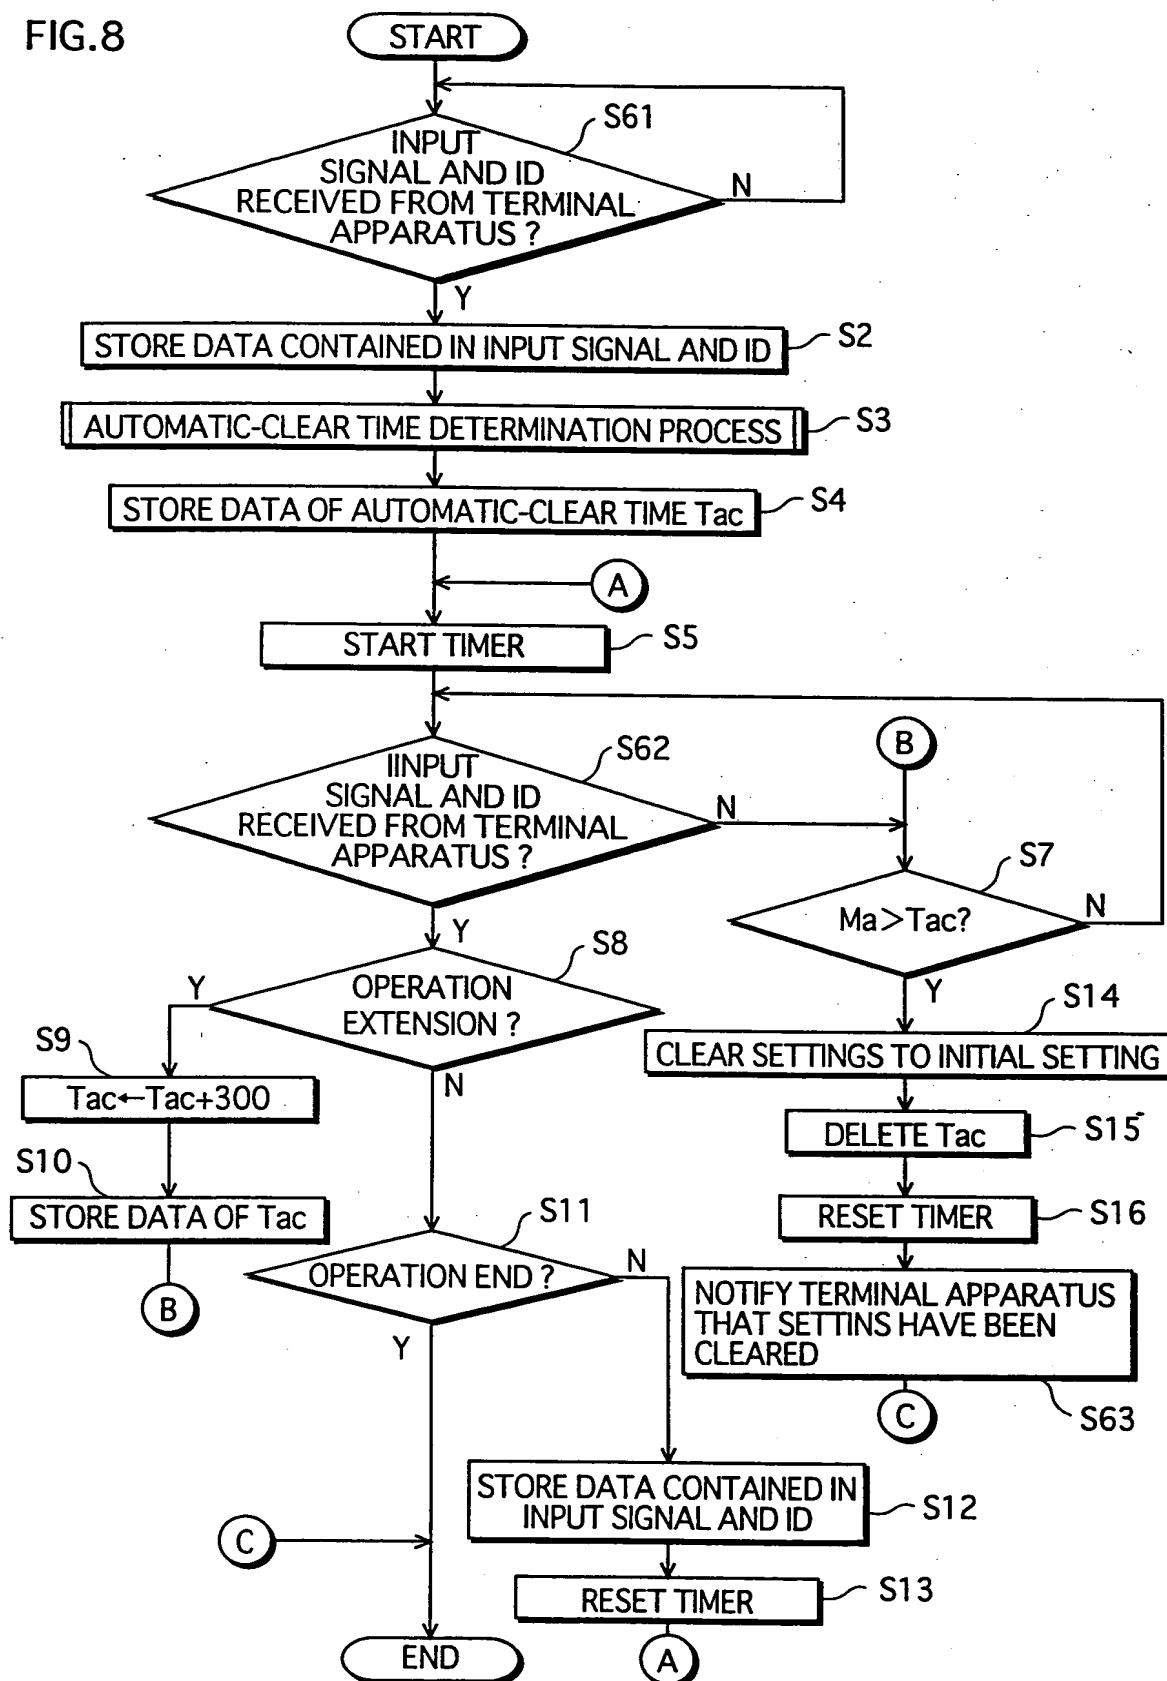 FIG.8
START
S61
INPUT
SIGNAL AND ID
RECEIVED FROM TERMINAL
APPARATUS ?
N
Y
STORE DATA CONTAINED IN INPUT SIGNAL AND ID
S2
AUTOMATIC-CLEAR TIME DETERMINATION PROCESS
S3
STORE DATA OF AUTOMATIC-CLEAR TIME Tac
S4
A
START TIMER
S5
S62
IINPUT
SIGNAL AND ID
RECEIVED FROM TERMINAL
APPARATUS ?
N
Y
B
S7
Ma>Tac?
N
Y
S8
OPERATION
EXTENSION ?
Y
N
S9
Tac←Tac+300
S10
STORE DATA OF Tac
B
S14
CLEAR SETTINGS TO INITIAL SETTING
DELETE Tac
S15
RESET TIMER
S16
NOTIFY TERMINAL APPARATUS
THAT SETTINS HAVE BEEN
CLEARED
S63
C
S11
OPERATION END ?
N
Y
STORE DATA CONTAINED IN
INPUT SIGNAL AND ID
S12
C
RESET TIMER
S13
END
A